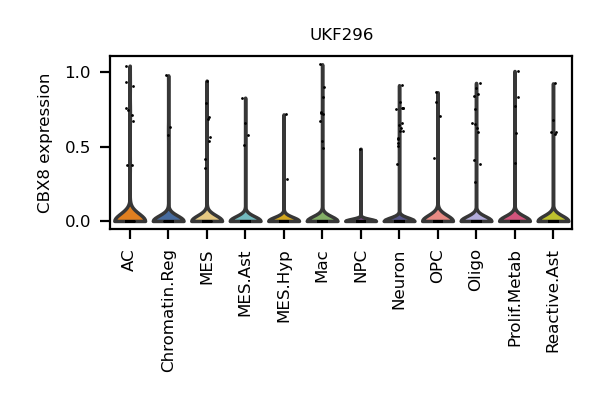 UKF296
CBX8 expression
1.0
0.5
0.0
AC
Chromatin.Reg
MES
MES.Ast
MES.Hyp
Mac
NPC
Neuron
OPC
Oligo
Prolif.Metab
Reactive.Ast